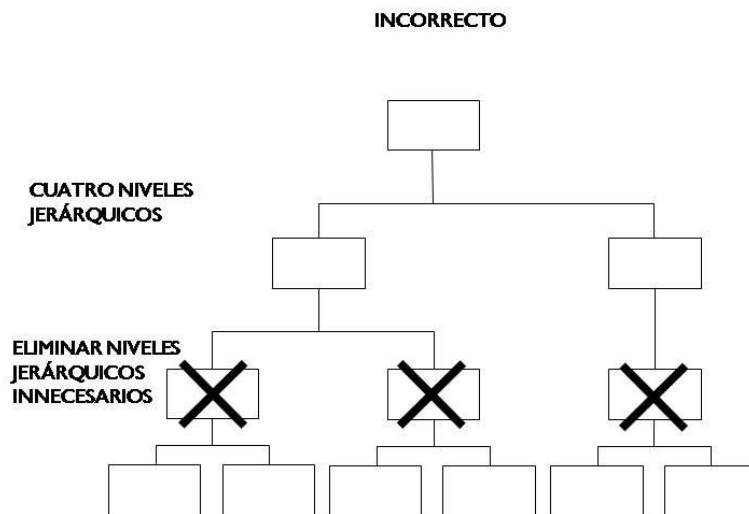 INCORRECTO
CUATRO NIVELES
JERÁRQUICOS
ELIMINAR NIVELES
JERÁRQUICOS
INNECESARIOS